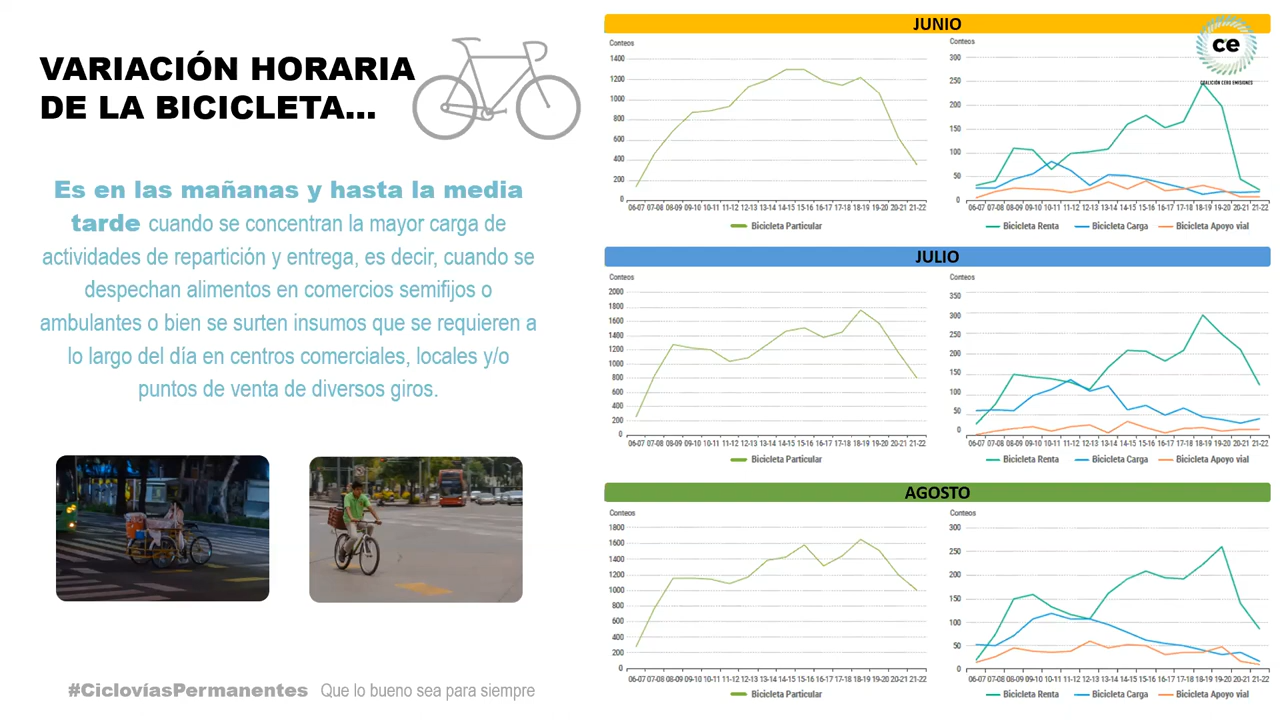 VARIACIÓN HORARIA
DE LA BICICLETA...
Es en las mañanas y hasta la media
tarde cuando se concentran la mayor carga de
actividades de repartición y entrega, es decir, cuando se
despechan alimentos en comercios semifijos o
ambulantes o bien se surten insumos que se requieren a
lo largo del día en centros comerciales, locales y/o
puntos de venta de diversos giros.
#CiclovíasPermanentes Que lo bueno sea para siempre
JUNIO
ce
COALICIÓN CERO EMISIONES
Conteos
1400
1200
1000
800
600
400
200
0
06-07 07-08 08-09 09-10 10-11 11-12 12-13 13-14 14-15 15-16 16-17 17-18 18-19 19-20 20-21 21-22
Bicicleta Particular
Conteos
300
250
200
150
100
50
0
06-07 07-08 08-09 09-10 10-11 11-12 12-13 13-14 14-15 15-16 16-17 17-18 18-19 19-20 20-21 21-22
Bicicleta Renta Bicicleta Carga Bicicleta Apoyo vial
JULIO
Conteos
2000
1800
1600
1400
1200
1000
800
600
400
200
0
06-07 07-08 08-09 09-10 10-11 11-12 12-13 13-14 14-15 15-16 16-17 17-18 18-19 19-20 20-21 21-22
Bicicleta Particular
Conteos
350
300
250
200
150
100
50
0
06-07 07-08 08-09 09-10 10-11 11-12 12-13 13-14 14-15 15-16 16-17 17-18 18-19 19-20 20-21 21-22
Bicicleta Renta Bicicleta Carga Bicicleta Apoyo vial
AGOSTO
Conteos
1800
1600
1400
1200
1000
800
600
400
200
0
06-07 07-08 08-09 09-10 10-11 11-12 12-13 13-14 14-15 15-16 16-17 17-18 18-19 19-20 20-21 21-22
Bicicleta Particular
Conteos
300
250
200
150
100
50
0
06-07 07-08 08-09 09-10 10-11 11-12 12-13 13-14 14-15 15-16 16-17 17-18 18-19 19-20 20-21 21-22
Bicicleta Renta Bicicleta Carga Bicicleta Apoyo vial